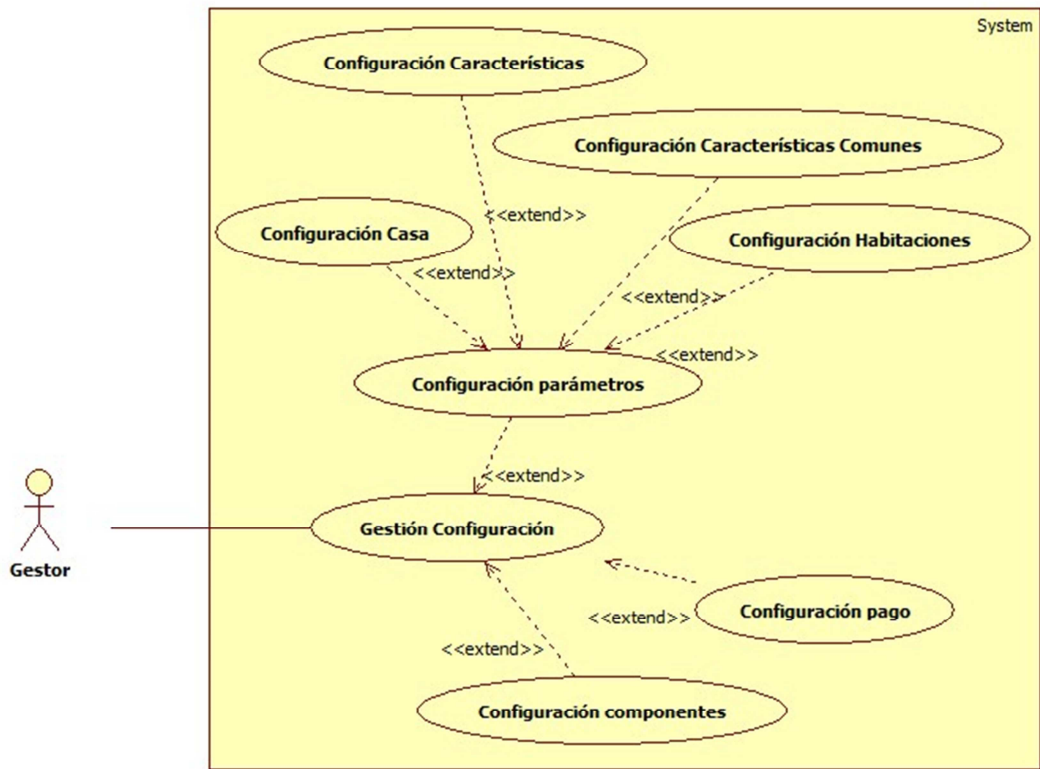 System
Configuración Características
Configuración Características Comunes
<<extend>>
Configuración Casa
Configuración Habitaciones
<<extend>>
<<extend>>
<<extend>>
Configuración parámetros
<<extend>>
Gestión Configuración
Gestor
Configuración pago
<<extend>>
<<extend>>
Configuración componentes